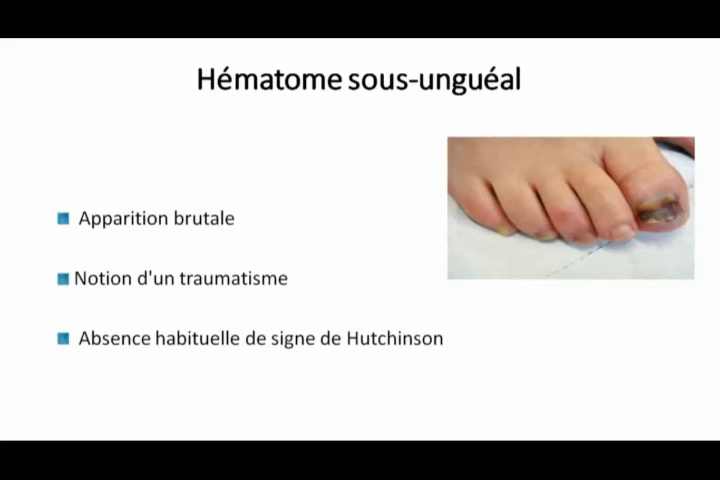 Hématome sous-unguéal
Apparition brutale
Notion d'un traumatisme
Absence habituelle de signe de Hutchinson